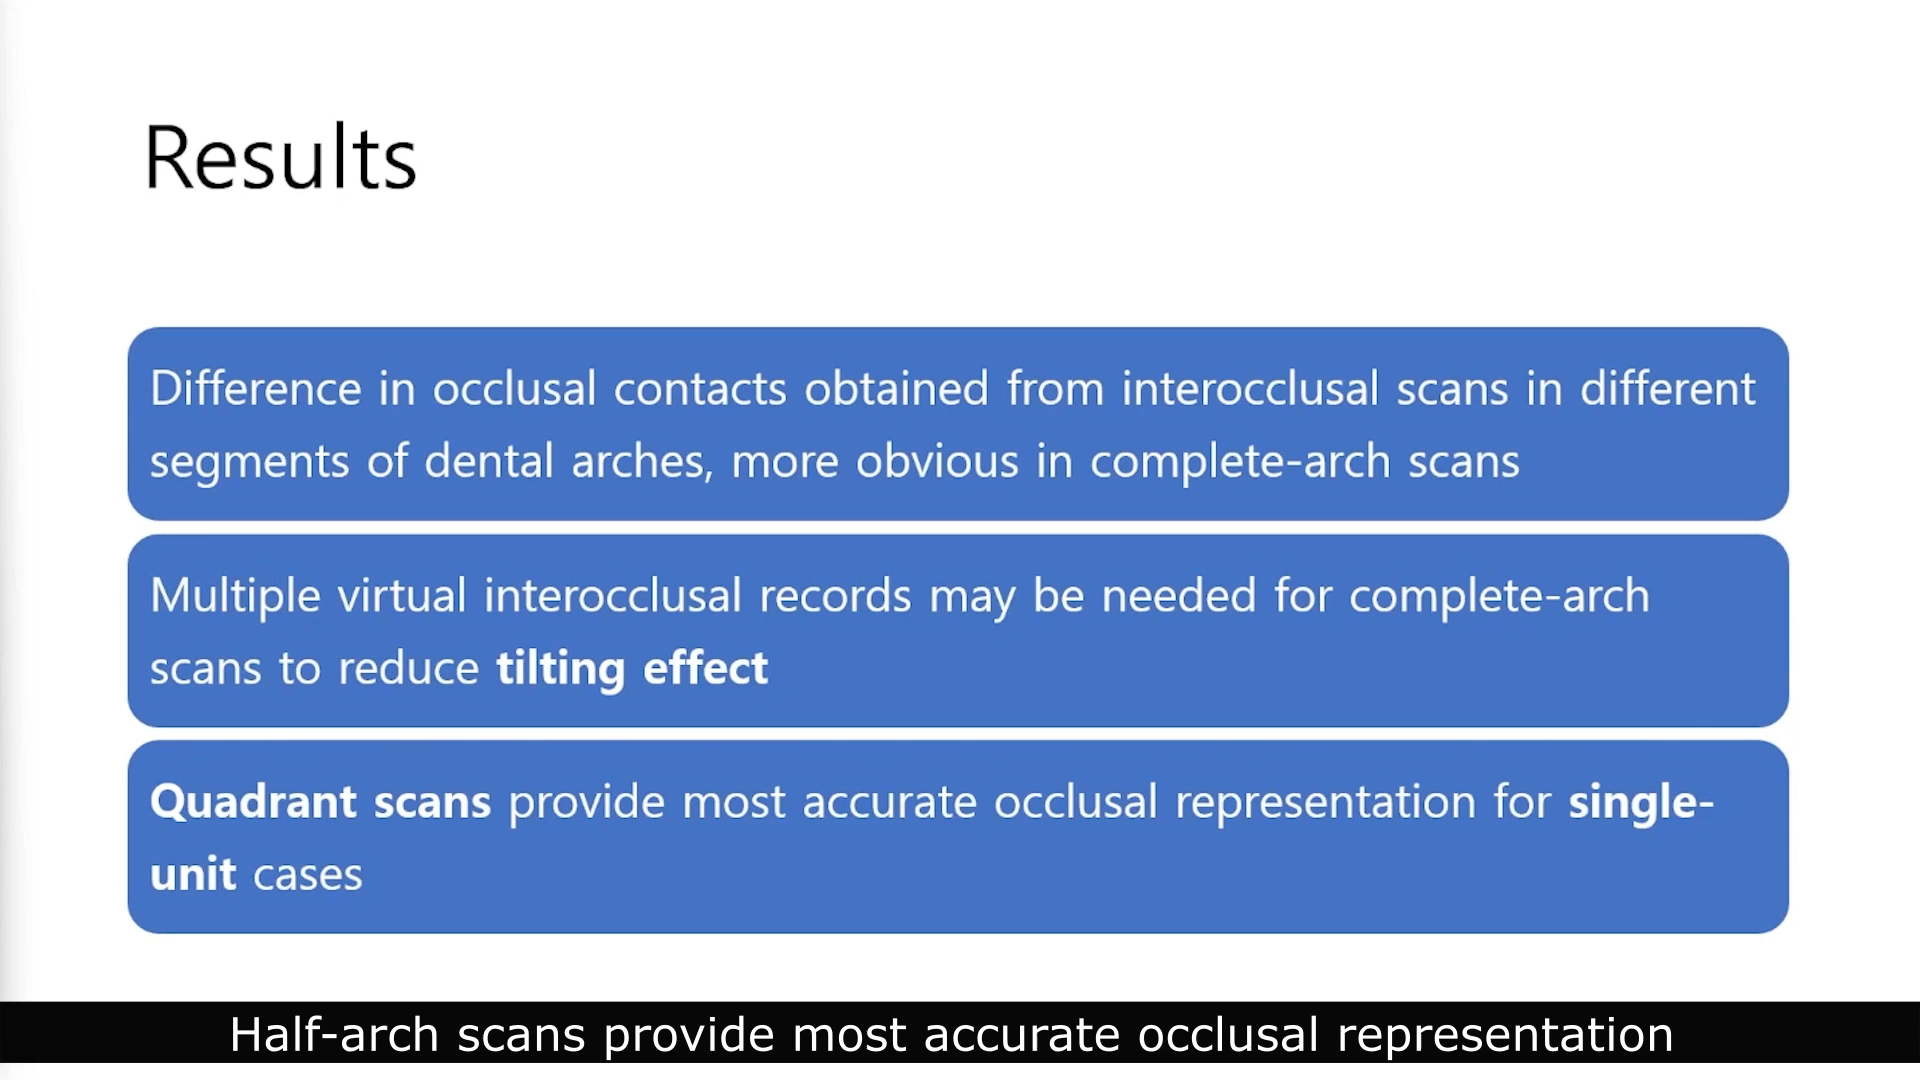 Results
Difference in occlusal contacts obtained from interocclusal scans in different
segments of dental arches, more obvious in complete-arch scans
Multiple virtual interocclusal records may be needed for complete-arch
scans to reduce tilting effect
Quadrant scans provide most accurate occlusal representation for single-
unit cases
Half-arch scans provide most accurate occlusal representation